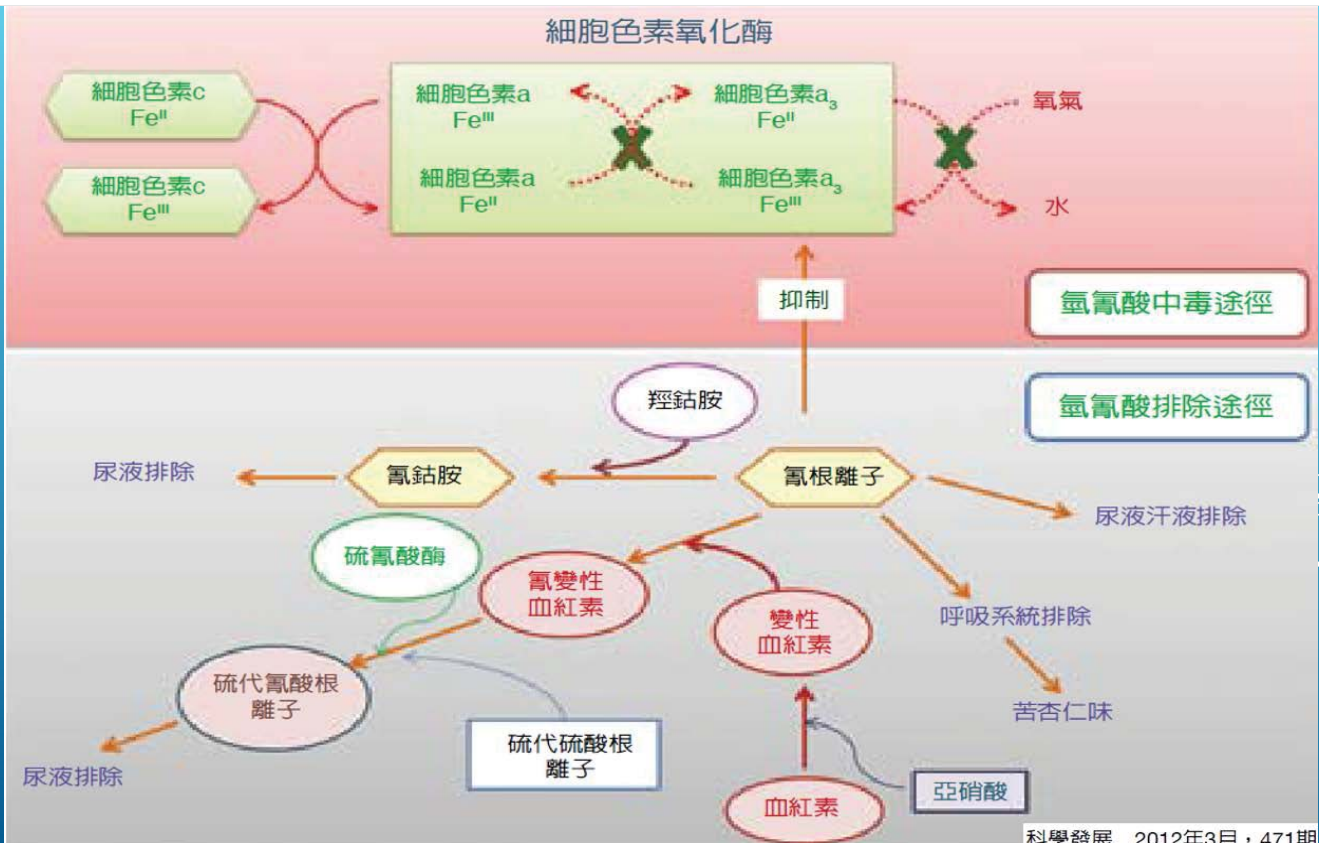 細胞色素氧化酶
細胞色素c
Feᴵᴵ
細胞色素a
Feᴵᴵᴵ
細胞色素a₃
Feᴵᴵ
氧氣
細胞色素c
Feᴵᴵᴵ
細胞色素a
Feᴵᴵ
細胞色素a₃
Feᴵᴵᴵ
水
抑制
氫氰酸中毒途徑
氫氰酸排除途徑
羥鈷胺
尿液排除
氰鈷胺
氰根離子
尿液汗液排除
硫氰酸酶
氰變性
血紅素
變性
血紅素
呼吸系統排除
硫代氰酸根
離子
苦杏仁味
硫代硫酸根
離子
尿液排除
血紅素
亞硝酸
科學發展 2012年3月，471期